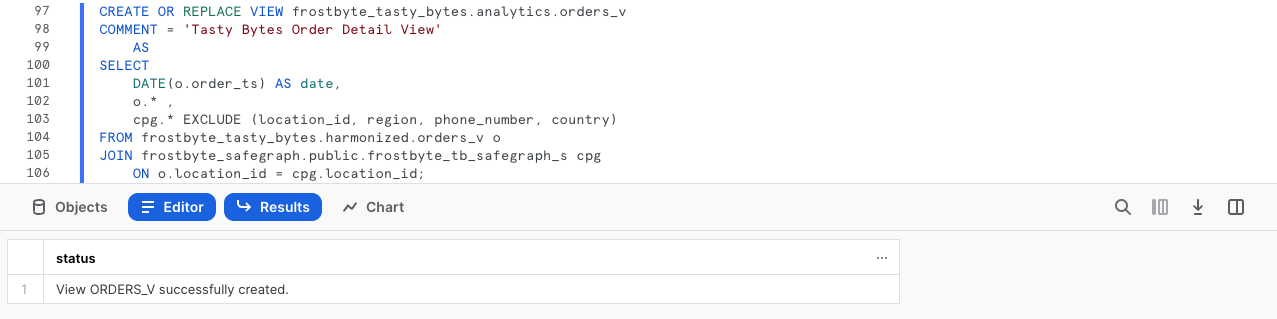 97 CREATE OR REPLACE VIEW frostbyte_tasty_bytes.analytics.orders_v
98 COMMENT = 'Tasty Bytes Order Detail View'
99 AS
100 SELECT
101 DATE(o.order_ts) AS date,
102 o.* ,
103 cpg.* EXCLUDE (location_id, region, phone_number, country)
104 FROM frostbyte_tasty_bytes.harmonized.orders_v o
105 JOIN frostbyte_safegraph.public.frostbyte_tb_safegraph_s cpg
106 ON o.location_id = cpg.location_id;
Objects Editor Results Chart
status ...
1 View ORDERS_V successfully created.